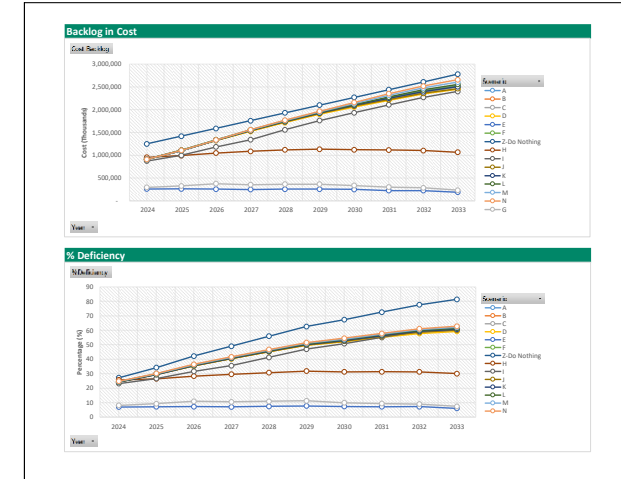 Backlog in Cost
Cost Backlog
3,000,000
2,500,000
2,000,000
1,500,000
1,000,000
500,000
-
Cost (Thousands)
2024 2025 2026 2027 2028 2029 2030 2031 2032 2033
Scenario
A
B
C
D
E
F
Z-Do Nothing
H
I
J
K
L
M
N
G
Year
% Deficiency
%Deficiency
90
80
70
60
50
40
30
20
10
0
Percentage (%)
2024 2025 2026 2027 2028 2029 2030 2031 2032 2033
Scenario
A
B
C
D
E
F
Z-Do Nothing
H
I
J
K
L
M
N
Year